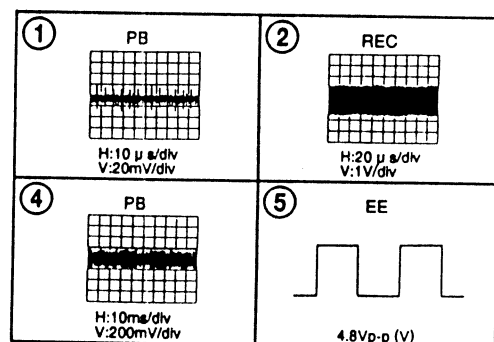 ① PB
H:10 μ s/div
V:20mV/div
② REC
H:20 μ s/div
V:1V/div
④ PB
H:10ms/div
V:200mV/div
⑤ EE
4.8Vp-p (V)